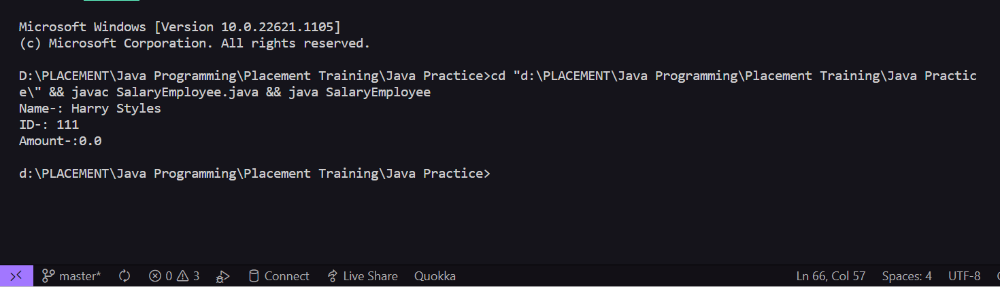 Microsoft Windows [Version 10.0.22621.1105]
(c) Microsoft Corporation. All rights reserved.
D:\PLACEMENT\Java Programming\Placement Training\Java Practice>cd "d:\PLACEMENT\Java Programming\Placement Training\Java Practic
e\" && javac SalaryEmployee.java && java SalaryEmployee
Name-: Harry Styles
ID-: 111
Amount-:0.0
d:\PLACEMENT\Java Programming\Placement Training\Java Practice>
master* 0 3 Connect Live Share Quokka Ln 66, Col 57 Spaces: 4 UTF-8